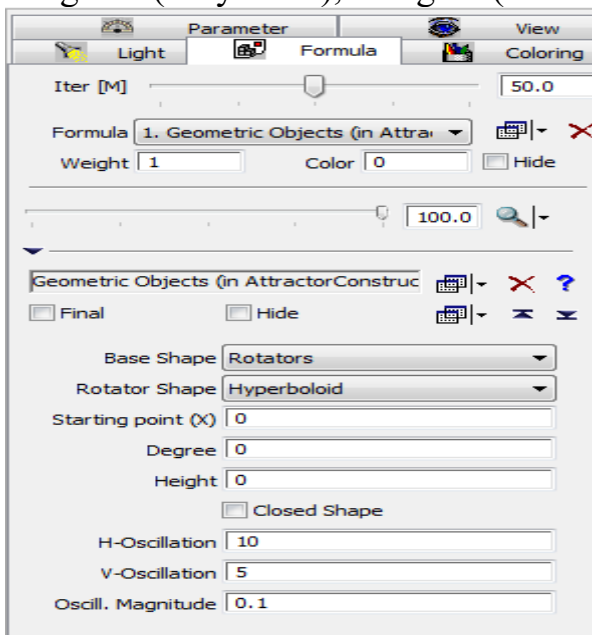 Parameter View
Light Formula Coloring
Iter [M] 50.0
Formula 1. Geometric Objects (in Attra
Weight 1 Color 0 Hide
100.0
Geometric Objects (in AttractorConstruc
Final Hide
Base Shape Rotators
Rotator Shape Hyperboloid
Starting point (X) 0
Degree 0
Height 0
Closed Shape
H-Oscillation 10
V-Oscillation 5
Oscill. Magnitude 0.1